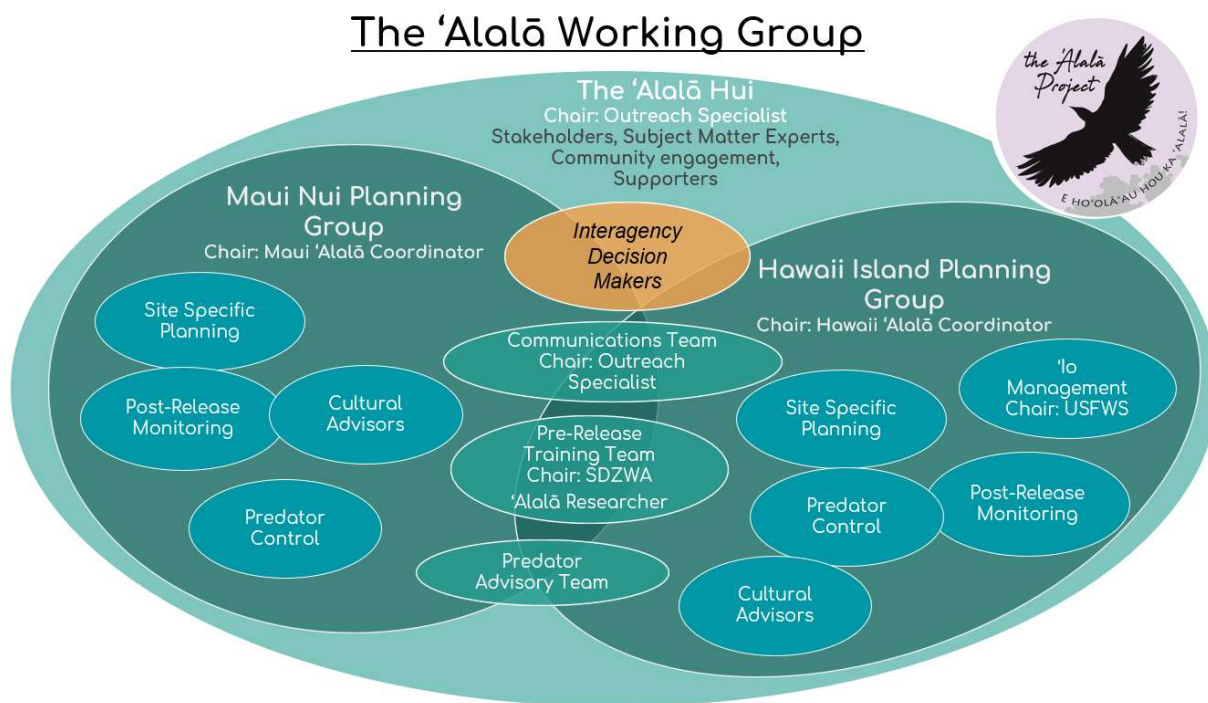 The ʻAlalā Working Group
the ʻAlalā
Project
E HOʻOLĀʻAU HOU KA ʻALALĀ!
The ʻAlalā Hui
Chair: Outreach Specialist
Stakeholders, Subject Matter Experts,
Community engagement,
Supporters
Maui Nui Planning
Group
Chair: Maui ʻAlalā Coordinator
Interagency
Decision
Makers
Hawaii Island Planning
Group
Chair: Hawaii ʻAlalā Coordinator
Site Specific
Planning
Post-Release
Monitoring
Cultural
Advisors
Predator
Control
Communications Team
Chair: Outreach
Specialist
Pre-Release
Training Team
Chair: SDZWA
ʻAlalā Researcher
Predator
Advisory Team
ʻIo
Management
Chair: USFWS
Site Specific
Planning
Predator
Control
Post-Release
Monitoring
Cultural
Advisors